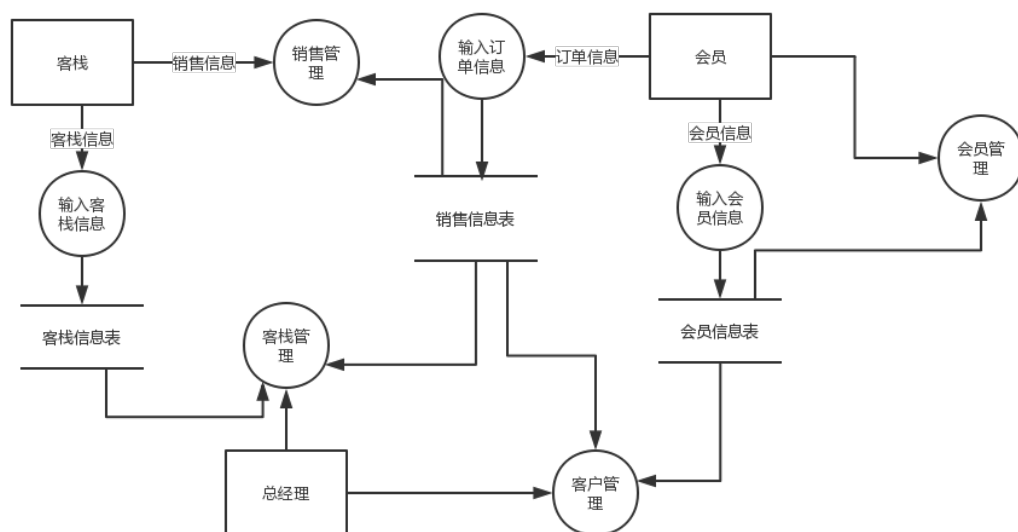 客栈
销售信息
销售管
理
输入订
单信息
订单信息
会员
客栈信息
会员信息
会员管
理
输入客
栈信息
销售信息表
输入会
员信息
客栈信息表
客栈管
理
会员信息表
总经理
客户管
理